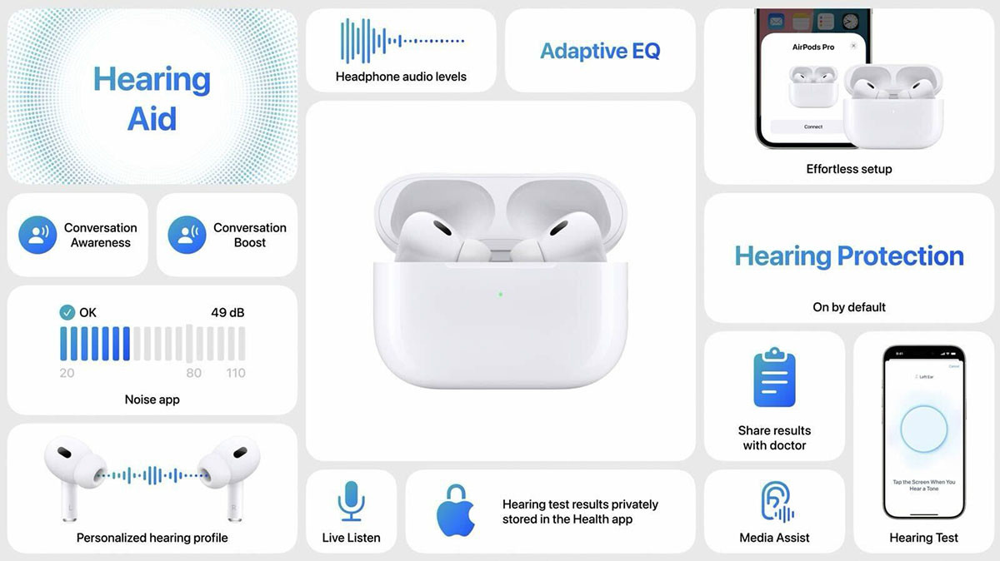 Hearing
Aid
Headphone audio levels
Adaptive EQ
AirPods Pro
Connect
Effortless setup
Conversation
Awareness
Conversation
Boost
Hearing Protection
On by default
OK
49 dB
20
80
110
Noise app
Share results
with doctor
9:41
Cancel
Left Ear
Tap the Screen When You
Hear a Tone
Hearing Test
L
R
Personalized hearing profile
Live Listen
Hearing test results privately
stored in the Health app
Media Assist